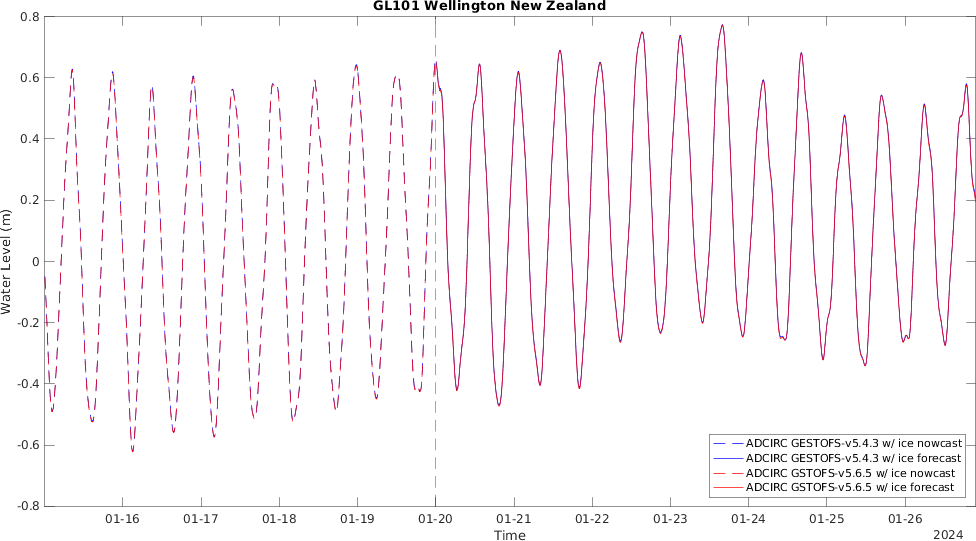 GL101 Wellington New Zealand
Water Level (m)
0.8
0.6
0.4
0.2
0
-0.2
-0.4
-0.6
-0.8
ADCIRC GESTOFS-v5.4.3 w/ ice nowcast
ADCIRC GESTOFS-v5.4.3 w/ ice forecast
ADCIRC GSTOFS-v5.6.5 w/ ice nowcast
ADCIRC GSTOFS-v5.6.5 w/ ice forecast
01-16 01-17 01-18 01-19 01-20 01-21 01-22 01-23 01-24 01-25 01-26
Time
2024